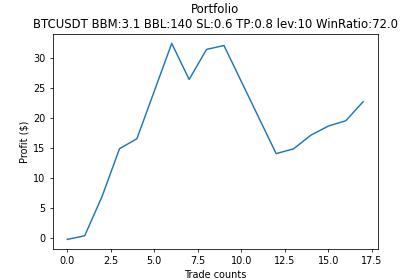 Portfolio
BTCUSDT BBM:3.1 BBL:140 SL:0.6 TP:0.8 lev:10 WinRatio:72.0
30
25
20
15
10
5
0
Profit ($)
0.0 2.5 5.0 7.5 10.0 12.5 15.0 17.5
Trade counts